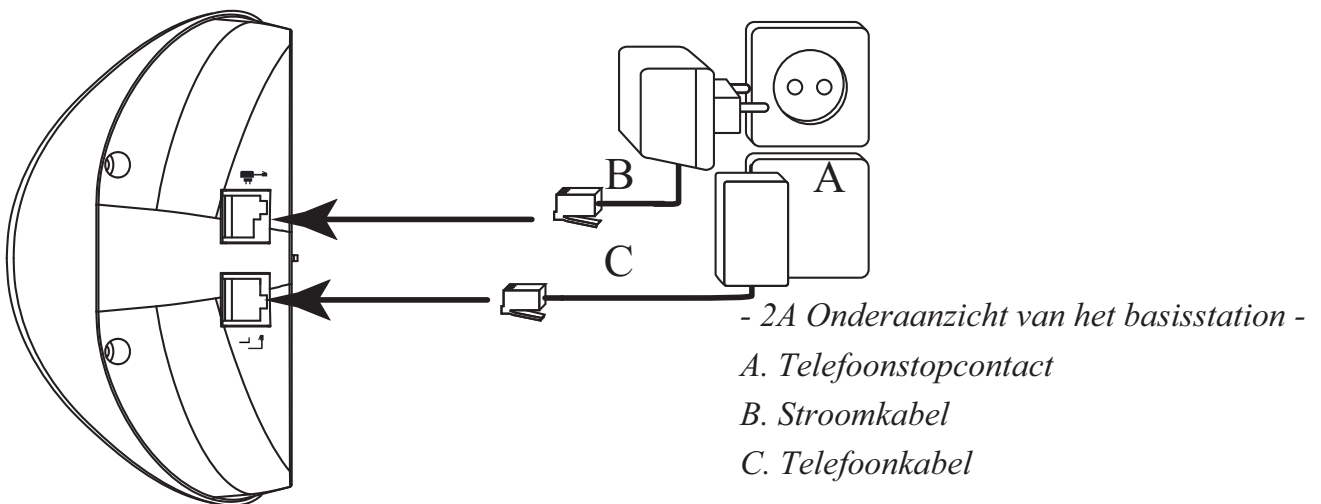 B
A
C
- 2A Onderaanzicht van het basisstation -
A. Telefoonstopcontact
B. Stroomkabel
C. Telefoonkabel